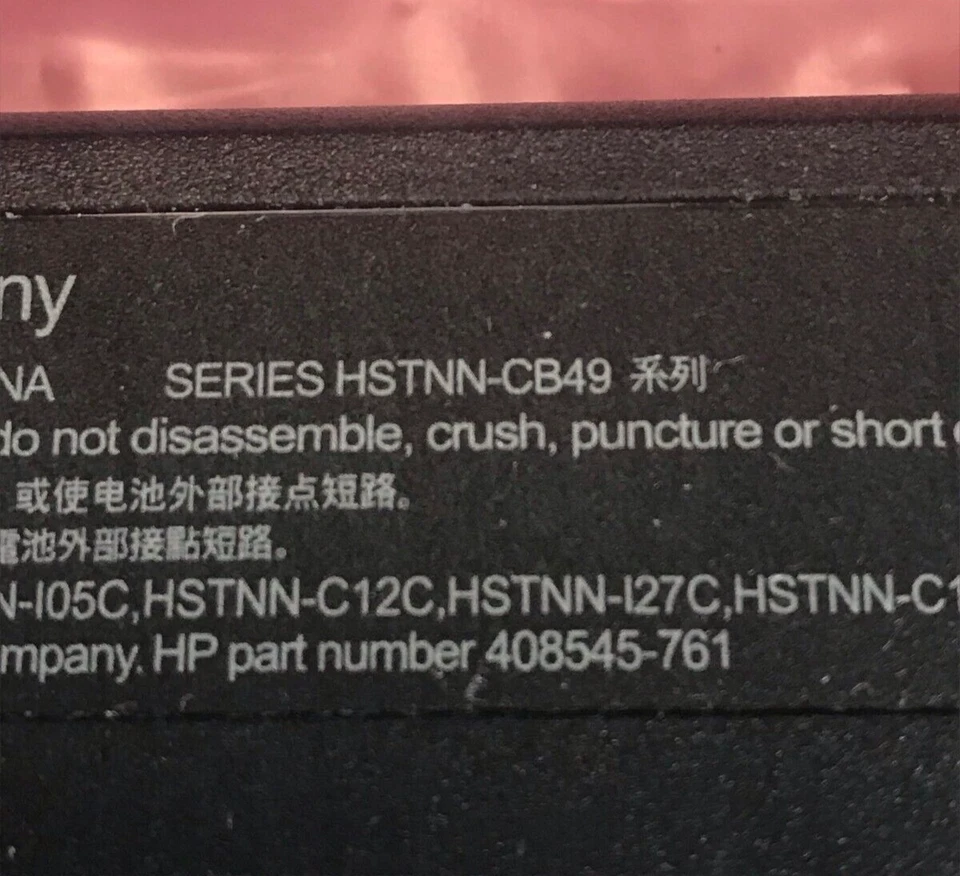 ny
NA SERIES HSTNN-CB49 系列
do not disassemble, crush, puncture or short
或使电池外部接点短路。
電池外部接點短路。
N-I05C,HSTNN-C12C,HSTNN-I27C,HSTNN-C1
mpany. HP part number 408545-761